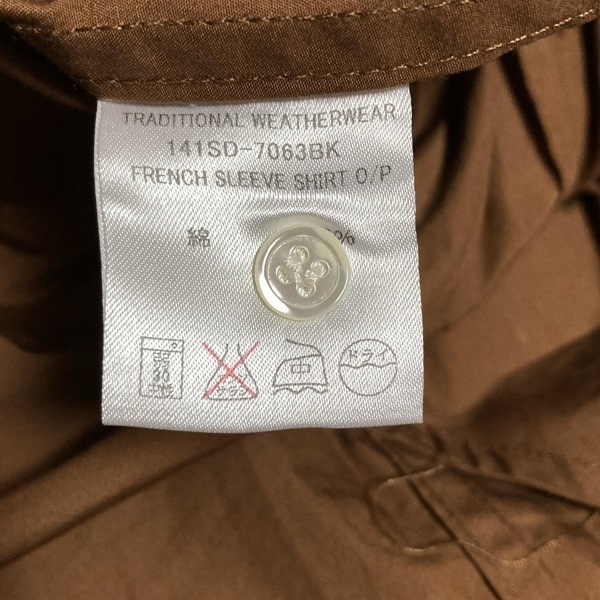 TRADITIONAL WEATHERWEAR
141SD-7063BK
FRENCH SLEEVE SHIRT O/P
綿 %
中
ドライ